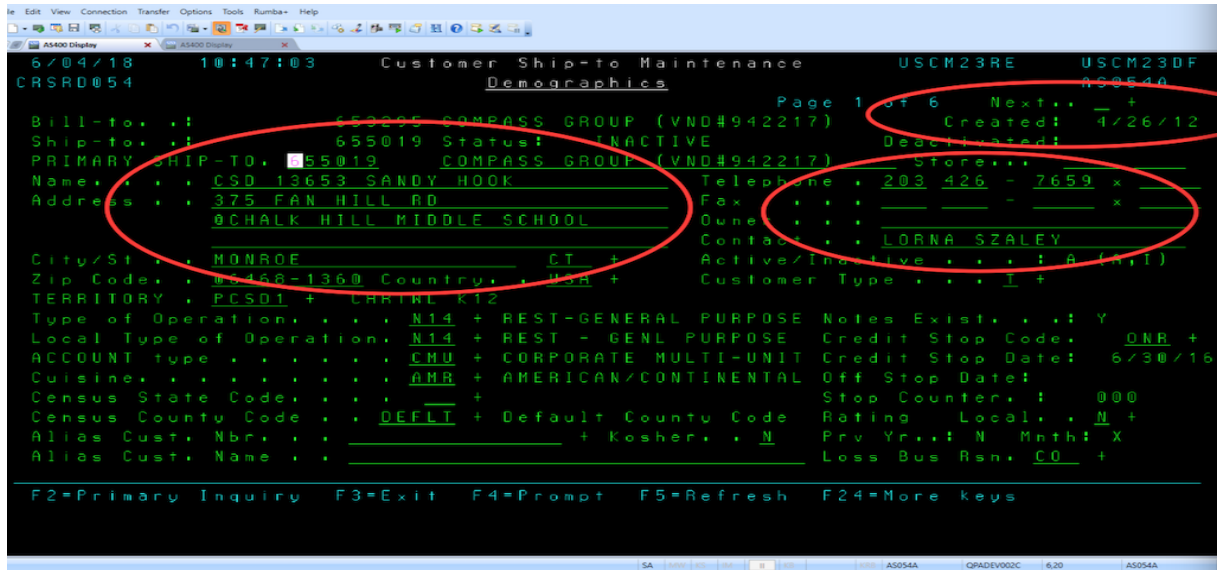 le Edit View Connection Transfer Options Tools Rumba+ Help
AS400 Display x AS400 Display x
6/04/18 10:47:03 Customer Ship-to Maintenance USCM23RE USCM23DF
CRSRD@54 Demographics AS054A
Page 1 of 6 Next.. _ +
Bill-to. .: 653295 COMPASS GROUP (VND#942217) Created: 4/26/12
Ship-to. .: 655019 Status: INACTIVE Deactivated:
PRIMARY SHIP-TO. 655019 COMPASS GROUP (VND#942217) Store...
Name. . . . CSD 13653 SANDY HOOK Telephone . 203 426 - 7659 x
Address . . 375 FAN HILL RD Fax . . . - x
@CHALK HILL MIDDLE SCHOOL Owner . .
Contact . . LORNA SZALEY
City/St . . MONROE CT + Active/Inactive . . . : A (A,I)
Zip Code. . 06468-1360 Country. . USA + Customer Type . . . I +
TERRITORY . PCSD1 + CHRTWL K12
Type of Operation. . . . N14 + REST-GENERAL PURPOSE Notes Exist. . .: Y
Local Type of Operation. N14 + REST - GENL PURPOSE Credit Stop Code. ONR +
ACCOUNT type . . . . . . CMU + CORPORATE MULTI-UNIT Credit Stop Date: 6/30/16
Cuisine. . . . . . . . . AMR + AMERICAN/CONTINENTAL Off Stop Date:
Census State Code. . . . + Stop Counter. : 000
Census County Code . . DEFLT + Default County Code Rating Local. . N +
Alias Cust. Nbr. . . + Kosher. . N Prv Yr..: N Mnth: X
Alias Cust. Name . . Loss Bus Rsn. CO +
F2=Primary Inquiry F3=Exit F4=Prompt F5=Refresh F24=More keys
SA MW KS IM II KB AS054A QPADEV002C 6,20 AS054A